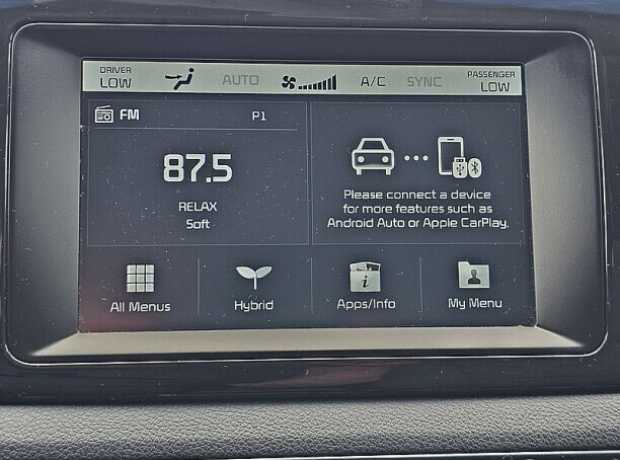 DRIVER
LOW
AUTO
A/C
SYNC
PASSENGER
LOW
FM
P1
87.5
RELAX
Soft
Please connect a device
for more features such as
Android Auto or Apple CarPlay.
All Menus
Hybrid
Apps/Info
My Menu